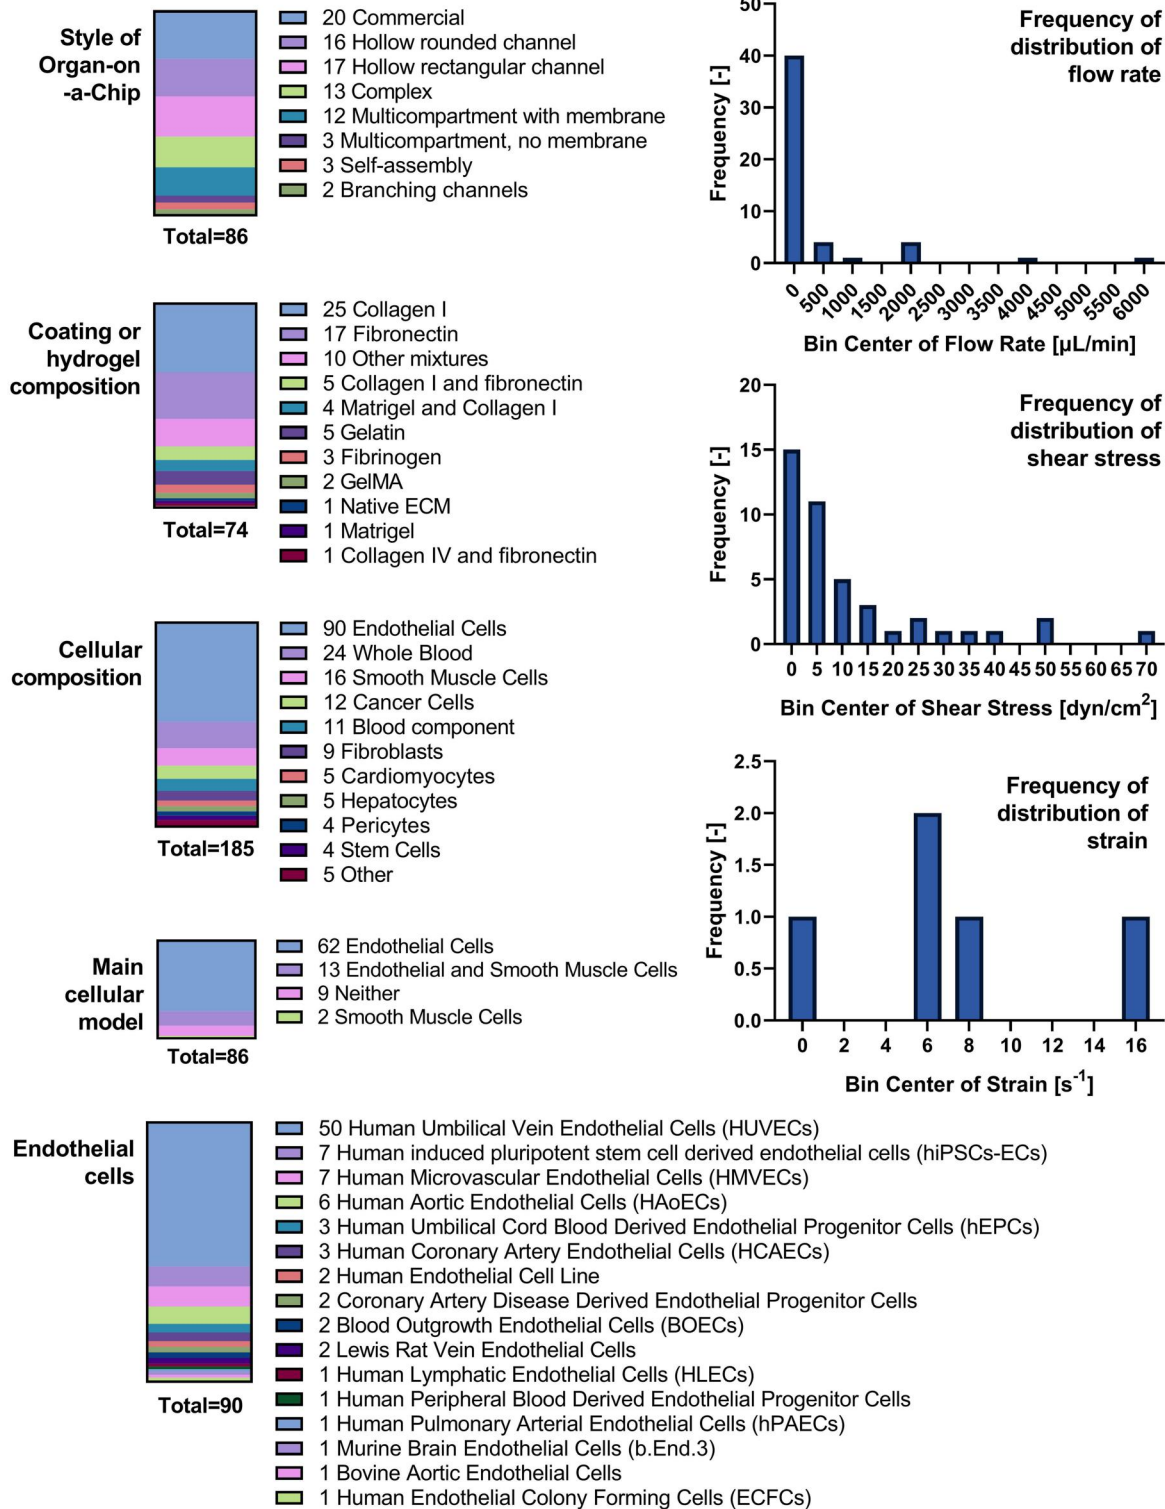 Style of
Organ-on
-a-Chip
Total=86
20 Commercial
16 Hollow rounded channel
17 Hollow rectangular channel
13 Complex
12 Multicompartment with membrane
3 Multicompartment, no membrane
3 Self-assembly
2 Branching channels
Coating or
hydrogel
composition
Total=74
25 Collagen I
17 Fibronectin
10 Other mixtures
5 Collagen I and fibronectin
4 Matrigel and Collagen I
5 Gelatin
3 Fibrinogen
2 GelMA
1 Native ECM
1 Matrigel
1 Collagen IV and fibronectin
Cellular
composition
Total=185
90 Endothelial Cells
24 Whole Blood
16 Smooth Muscle Cells
12 Cancer Cells
11 Blood component
9 Fibroblasts
5 Cardiomyocytes
5 Hepatocytes
4 Pericytes
4 Stem Cells
5 Other
Main
cellular
model
Total=86
62 Endothelial Cells
13 Endothelial and Smooth Muscle Cells
9 Neither
2 Smooth Muscle Cells
Endothelial
cells
Total=90
50 Human Umbilical Vein Endothelial Cells (HUVECs)
7 Human induced pluripotent stem cell derived endothelial cells (hiPSCs-ECs)
7 Human Microvascular Endothelial Cells (HMVECs)
6 Human Aortic Endothelial Cells (HAoECs)
3 Human Umbilical Cord Blood Derived Endothelial Progenitor Cells (hEPCs)
3 Human Coronary Artery Endothelial Cells (HCAECs)
2 Human Endothelial Cell Line
2 Coronary Artery Disease Derived Endothelial Progenitor Cells
2 Blood Outgrowth Endothelial Cells (BOECs)
2 Lewis Rat Vein Endothelial Cells
1 Human Lymphatic Endothelial Cells (HLECs)
1 Human Peripheral Blood Derived Endothelial Progenitor Cells
1 Human Pulmonary Arterial Endothelial Cells (hPAECs)
1 Murine Brain Endothelial Cells (b.End.3)
1 Bovine Aortic Endothelial Cells
1 Human Endothelial Colony Forming Cells (ECFCs)
Frequency of
distribution of
flow rate
Frequency [-]
50
40
30
20
10
0
0 500 1000 1500 2000 2500 3000 3500 4000 4500 5000 5500 6000
Bin Center of Flow Rate [µL/min]
Frequency of
distribution of
shear stress
Frequency [-]
20
15
10
5
0
0 5 10 15 20 25 30 35 40 45 50 55 60 65 70
Bin Center of Shear Stress [dyn/cm²]
Frequency of
distribution of
strain
Frequency [-]
2.5
2.0
1.5
1.0
0.5
0.0
0 2 4 6 8 10 12 14 16
Bin Center of Strain [s⁻¹]